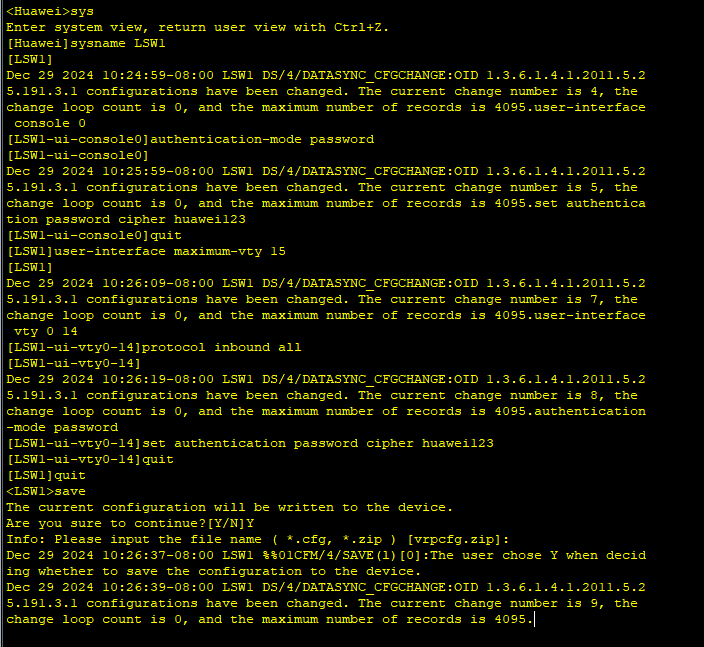 <Huawei>sys
Enter system view, return user view with Ctrl+Z.
[Huawei]sysname LSW1
[LSW1]
Dec 29 2024 10:24:59-08:00 LSW1 DS/4/DATASYNC_CFGCHANGE:OID 1.3.6.1.4.1.2011.5.2
5.191.3.1 configurations have been changed. The current change number is 4, the
change loop count is 0, and the maximum number of records is 4095.user-interface
 console 0
[LSW1-ui-console0]authentication-mode password
[LSW1-ui-console0]
Dec 29 2024 10:25:59-08:00 LSW1 DS/4/DATASYNC_CFGCHANGE:OID 1.3.6.1.4.1.2011.5.2
5.191.3.1 configurations have been changed. The current change number is 5, the
change loop count is 0, and the maximum number of records is 4095.set authentica
tion password cipher huawei123
[LSW1-ui-console0]quit
[LSW1]user-interface maximum-vty 15
[LSW1]
Dec 29 2024 10:26:09-08:00 LSW1 DS/4/DATASYNC_CFGCHANGE:OID 1.3.6.1.4.1.2011.5.2
5.191.3.1 configurations have been changed. The current change number is 7, the
change loop count is 0, and the maximum number of records is 4095.user-interface
 vty 0 14
[LSW1-ui-vty0-14]protocol inbound all
[LSW1-ui-vty0-14]
Dec 29 2024 10:26:19-08:00 LSW1 DS/4/DATASYNC_CFGCHANGE:OID 1.3.6.1.4.1.2011.5.2
5.191.3.1 configurations have been changed. The current change number is 8, the
change loop count is 0, and the maximum number of records is 4095.authentication
-mode password
[LSW1-ui-vty0-14]set authentication password cipher huawei123
[LSW1-ui-vty0-14]quit
[LSW1]quit
<LSW1>save
The current configuration will be written to the device.
Are you sure to continue?[Y/N]Y
Info: Please input the file name ( *.cfg, *.zip ) [vrpcfg.zip]:
Dec 29 2024 10:26:37-08:00 LSW1 %%01CFM/4/SAVE(l)[0]:The user chose Y when decid
ing whether to save the configuration to the device.
Dec 29 2024 10:26:39-08:00 LSW1 DS/4/DATASYNC_CFGCHANGE:OID 1.3.6.1.4.1.2011.5.2
5.191.3.1 configurations have been changed. The current change number is 9, the
change loop count is 0, and the maximum number of records is 4095.